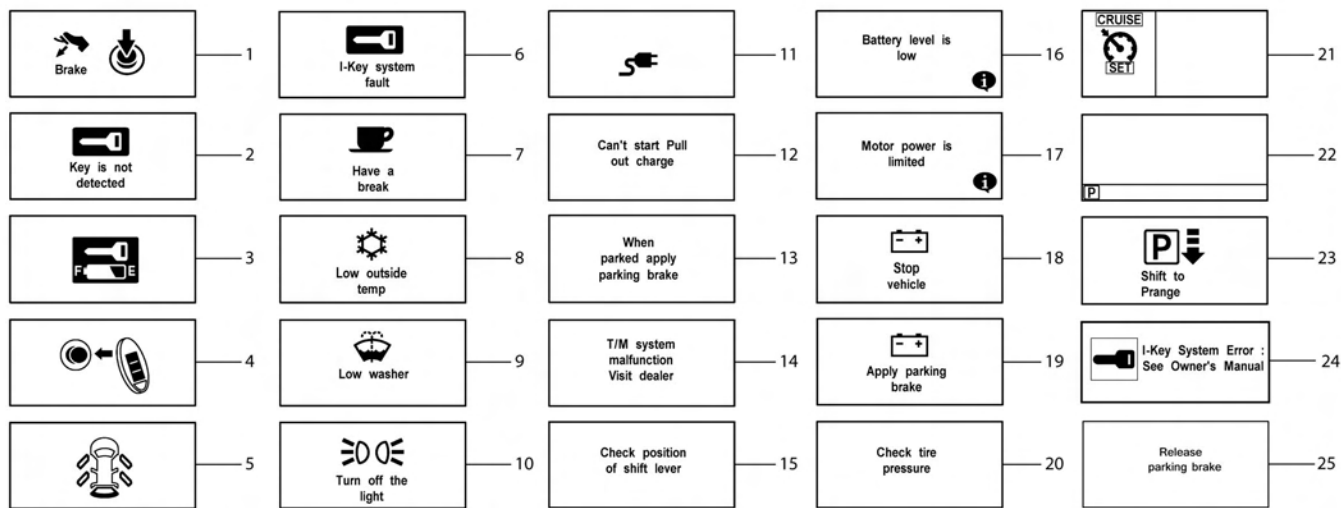 Brake
1
Key is not
detected
2
F E
3
4
5
I-Key system
fault
6
Have a
break
7
Low outside
temp
8
Low washer
9
Turn off the
light
10
11
Can't start Pull
out charge
12
When
parked apply
parking brake
13
T/M system
malfunction
Visit dealer
14
Check position
of shift lever
15
Battery level is
low
i
16
Motor power is
limited
i
17
- +
Stop
vehicle
18
- +
Apply parking
brake
19
Check tire
pressure
20
CRUISE
SET
21
P
22
P
Shift to
Prange
23
I-Key System Error :
See Owner's Manual
24
Release
parking brake
25